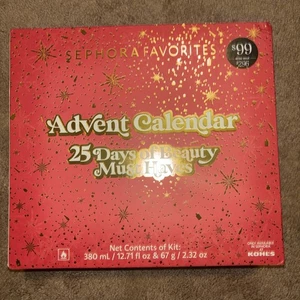 SEPHORA FAVORITES
$99
Advent Calendar
25 Days of Beauty
Must Haves
Net Contents of Kit:
380 mL / 12.71 fl oz & 67 g / 2.32 oz
KOHL'S